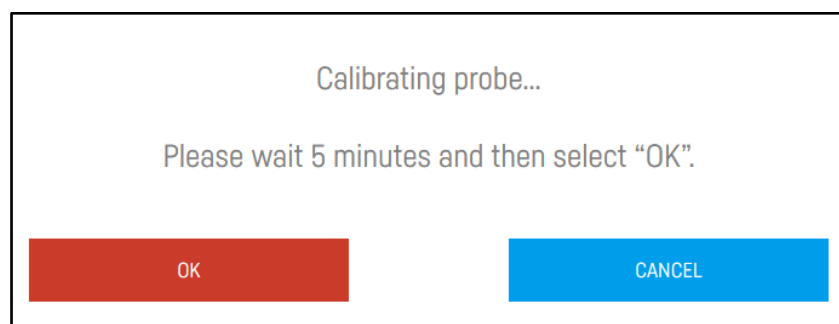 Calibrating probe...
Please wait 5 minutes and then select “OK”.
OK
CANCEL